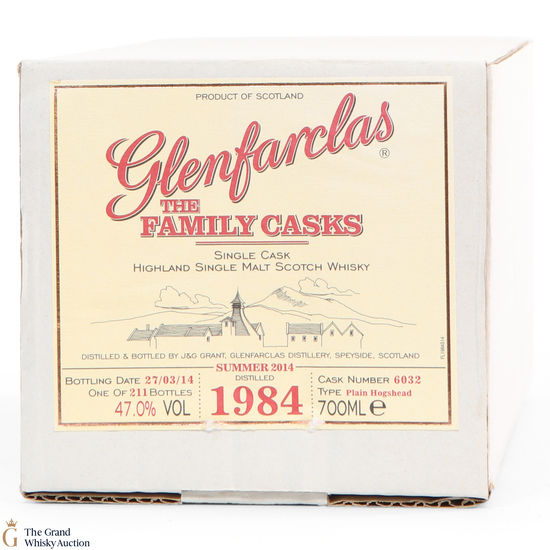 PRODUCT OF SCOTLAND
Glenfarclas ®
THE
FAMILY CASKS
SINGLE CASK
HIGHLAND SINGLE MALT SCOTCH WHISKY
DISTILLED & BOTTLED BY J&G GRANT, GLENFARCLAS DISTILLERY, SPEYSIDE, SCOTLAND
SUMMER 2014
BOTTLING DATE 27/03/14
ONE OF 211 BOTTLES
47.0% VOL
DISTILLED
1984
CASK NUMBER 6032
TYPE Plain Hogshead
700ML e
G
The Grand
Whisky Auction